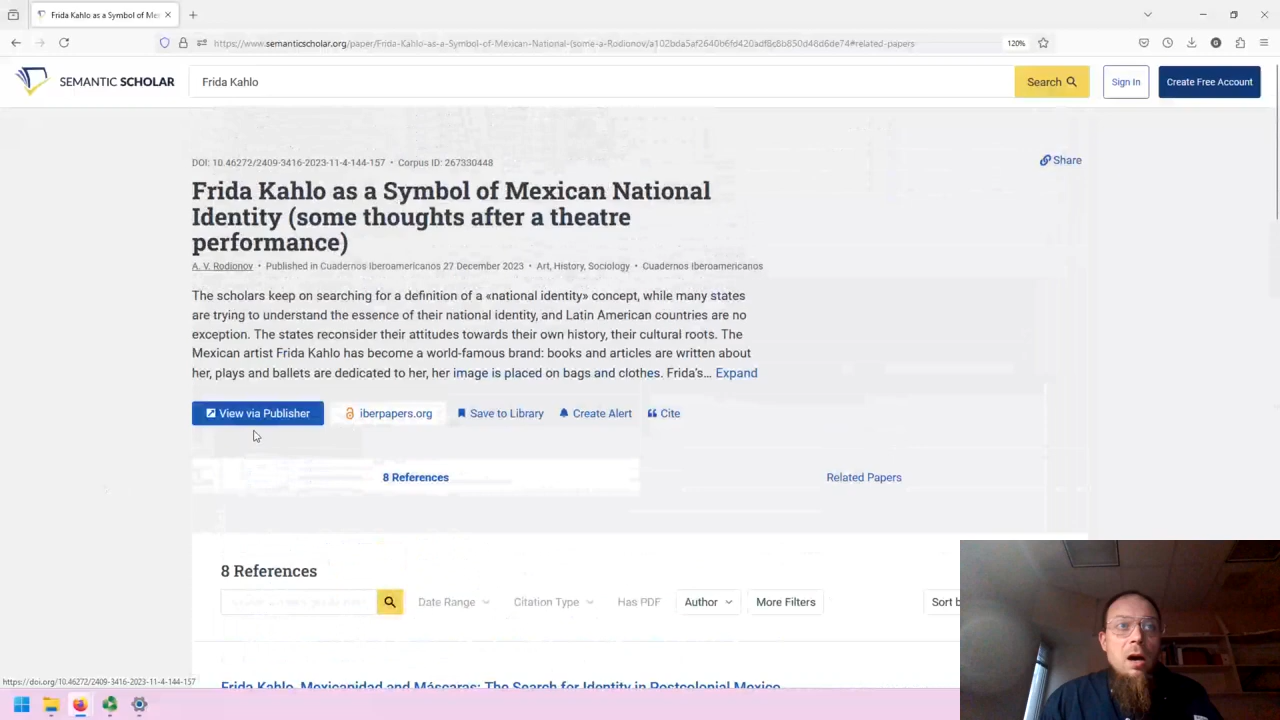 Frida Kahlo as a Symbol of Mex
https://www.semanticscholar.org/paper/Frida-Kahlo-as-a-Symbol-of-Mexican-National-(some-a-Rodionov/a102bda5af2640b6fd420adf8c8b850d48d6de74#related-papers
120%
SEMANTIC SCHOLAR
Frida Kahlo
Search
Sign In
Create Free Account
DOI: 10.46272/2409-3416-2023-11-4-144-157 • Corpus ID: 267330448
Share
Frida Kahlo as a Symbol of Mexican National
Identity (some thoughts after a theatre
performance)
A. V. Rodionov • Published in Cuadernos Iberoamericanos 27 December 2023 • Art, History, Sociology • Cuadernos Iberoamericanos
The scholars keep on searching for a definition of a «national identity» concept, while many states
are trying to understand the essence of their national identity, and Latin American countries are no
exception. The states reconsider their attitudes towards their own history, their cultural roots. The
Mexican artist Frida Kahlo has become a world-famous brand: books and articles are written about
her, plays and ballets are dedicated to her, her image is placed on bags and clothes. Frida's… Expand
View via Publisher
iberpapers.org
Save to Library
Create Alert
Cite
8 References
Related Papers
8 References
Date Range
Citation Type
Has PDF
Author
More Filters
Sort b
Frida Kahlo, Mexicanidad and Máscaras: The Search for Identity in Postcolonial Mexico
https://doi.org/10.46272/2409-3416-2023-11-4-144-157